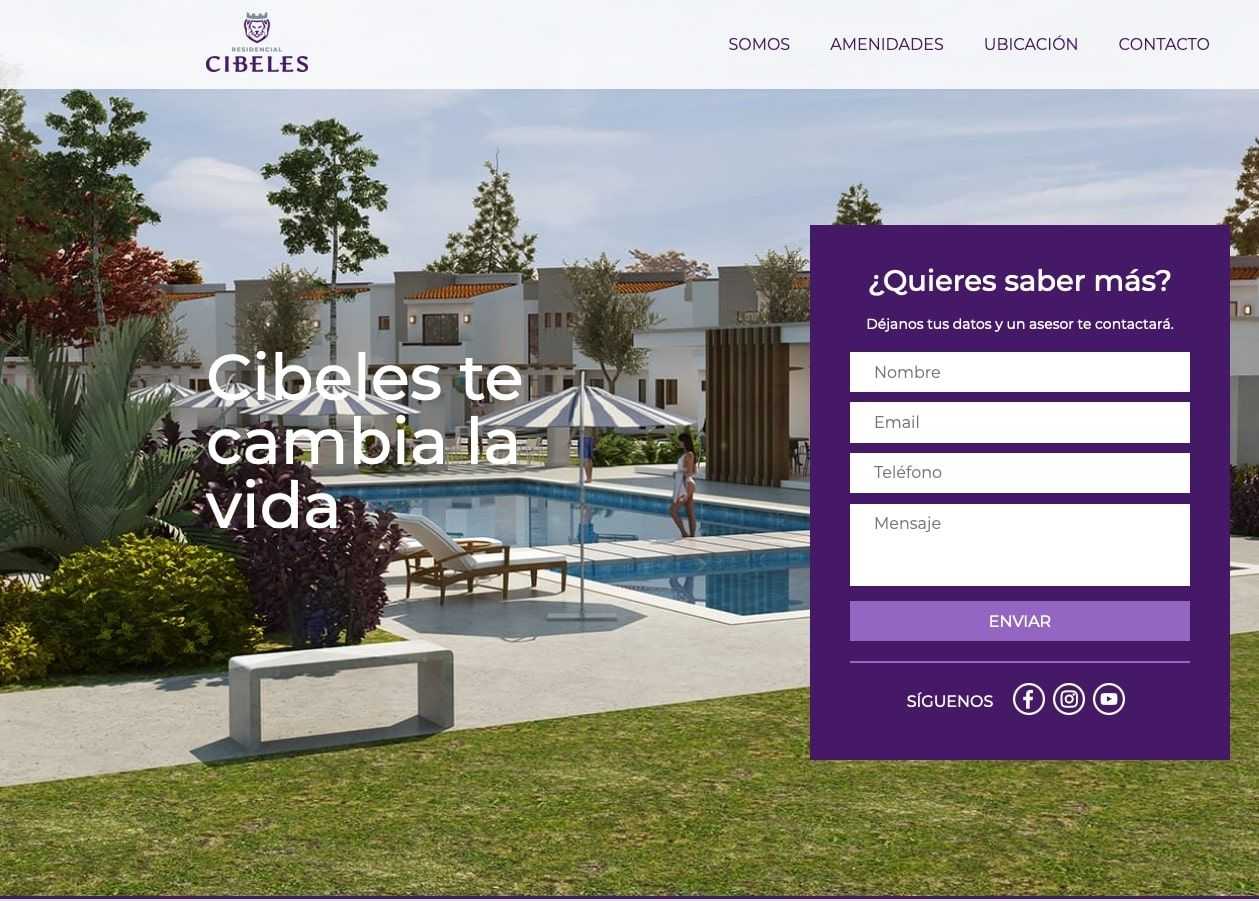 RESIDENCIAL
CIBELES
SOMOS
AMENIDADES
UBICACIÓN
CONTACTO
Cibeles te
cambia la
vida
¿Quieres saber más?
Déjanos tus datos y un asesor te contactará.
Nombre
Email
Teléfono
Mensaje
ENVIAR
SÍGUENOS